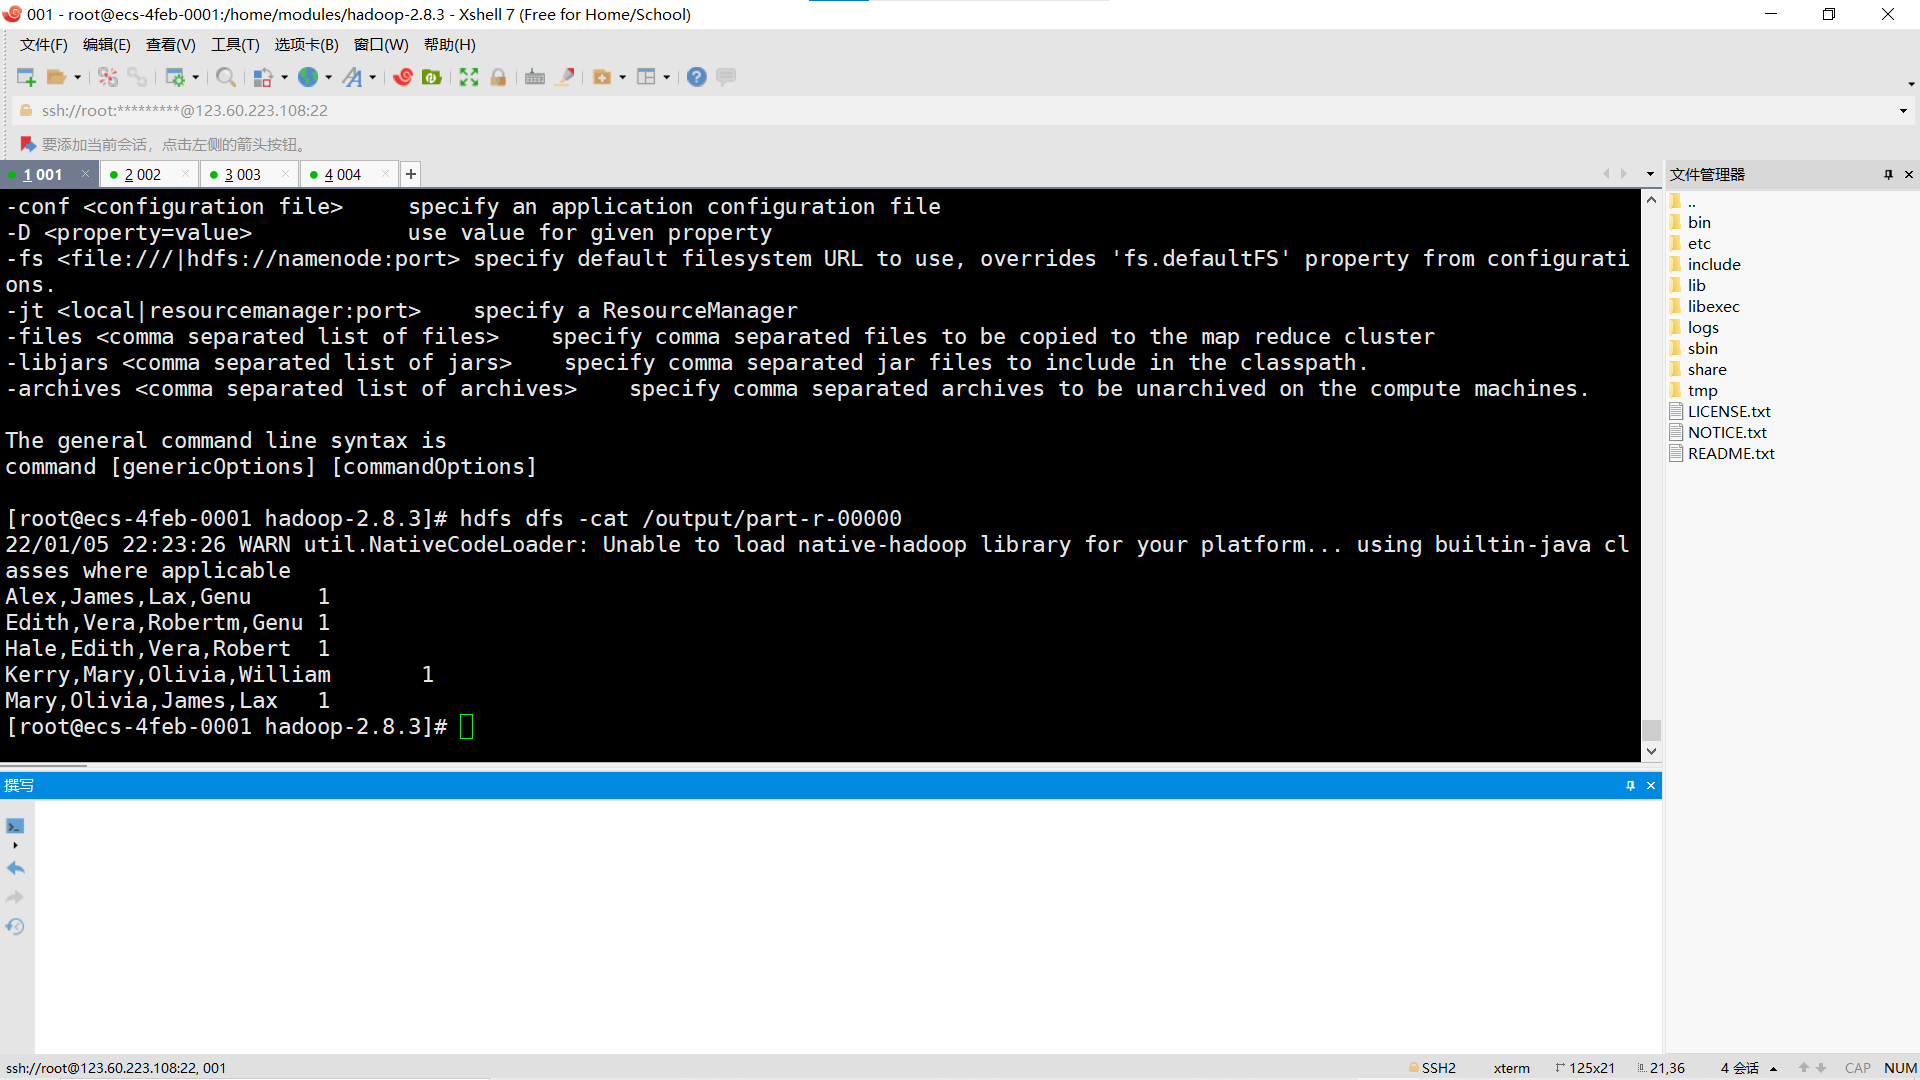 001 - root@ecs-4feb-0001:/home/modules/hadoop-2.8.3 - Xshell 7 (Free for Home/School)
文件(F) 编辑(E) 查看(V) 工具(T) 选项卡(B) 窗口(W) 帮助(H)
ssh://root:*********@123.60.223.108:22
要添加当前会话，点击左侧的箭头按钮。
1 001 2 002 3 003 4 004
-conf <configuration file>     specify an application configuration file
-D <property=value>            use value for given property
-fs <file:///|hdfs://namenode:port> specify default filesystem URL to use, overrides 'fs.defaultFS' property from configurati
ons.
-jt <local|resourcemanager:port>    specify a ResourceManager
-files <comma separated list of files>    specify comma separated files to be copied to the map reduce cluster
-libjars <comma separated list of jars>    specify comma separated jar files to include in the classpath.
-archives <comma separated list of archives>    specify comma separated archives to be unarchived on the compute machines.
The general command line syntax is
command [genericOptions] [commandOptions]
[root@ecs-4feb-0001 hadoop-2.8.3]# hdfs dfs -cat /output/part-r-00000
22/01/05 22:23:26 WARN util.NativeCodeLoader: Unable to load native-hadoop library for your platform... using builtin-java cl
asses where applicable
Alex,James,Lax,Genu     1
Edith,Vera,Robertm,Genu 1
Hale,Edith,Vera,Robert  1
Kerry,Mary,Olivia,William       1
Mary,Olivia,James,Lax   1
[root@ecs-4feb-0001 hadoop-2.8.3]#
文件管理器
..
bin
etc
include
lib
libexec
logs
sbin
share
tmp
LICENSE.txt
NOTICE.txt
README.txt
撰写
ssh://root@123.60.223.108:22, 001 SSH2 xterm 125x21 21,36 4 会话 CAP NUM